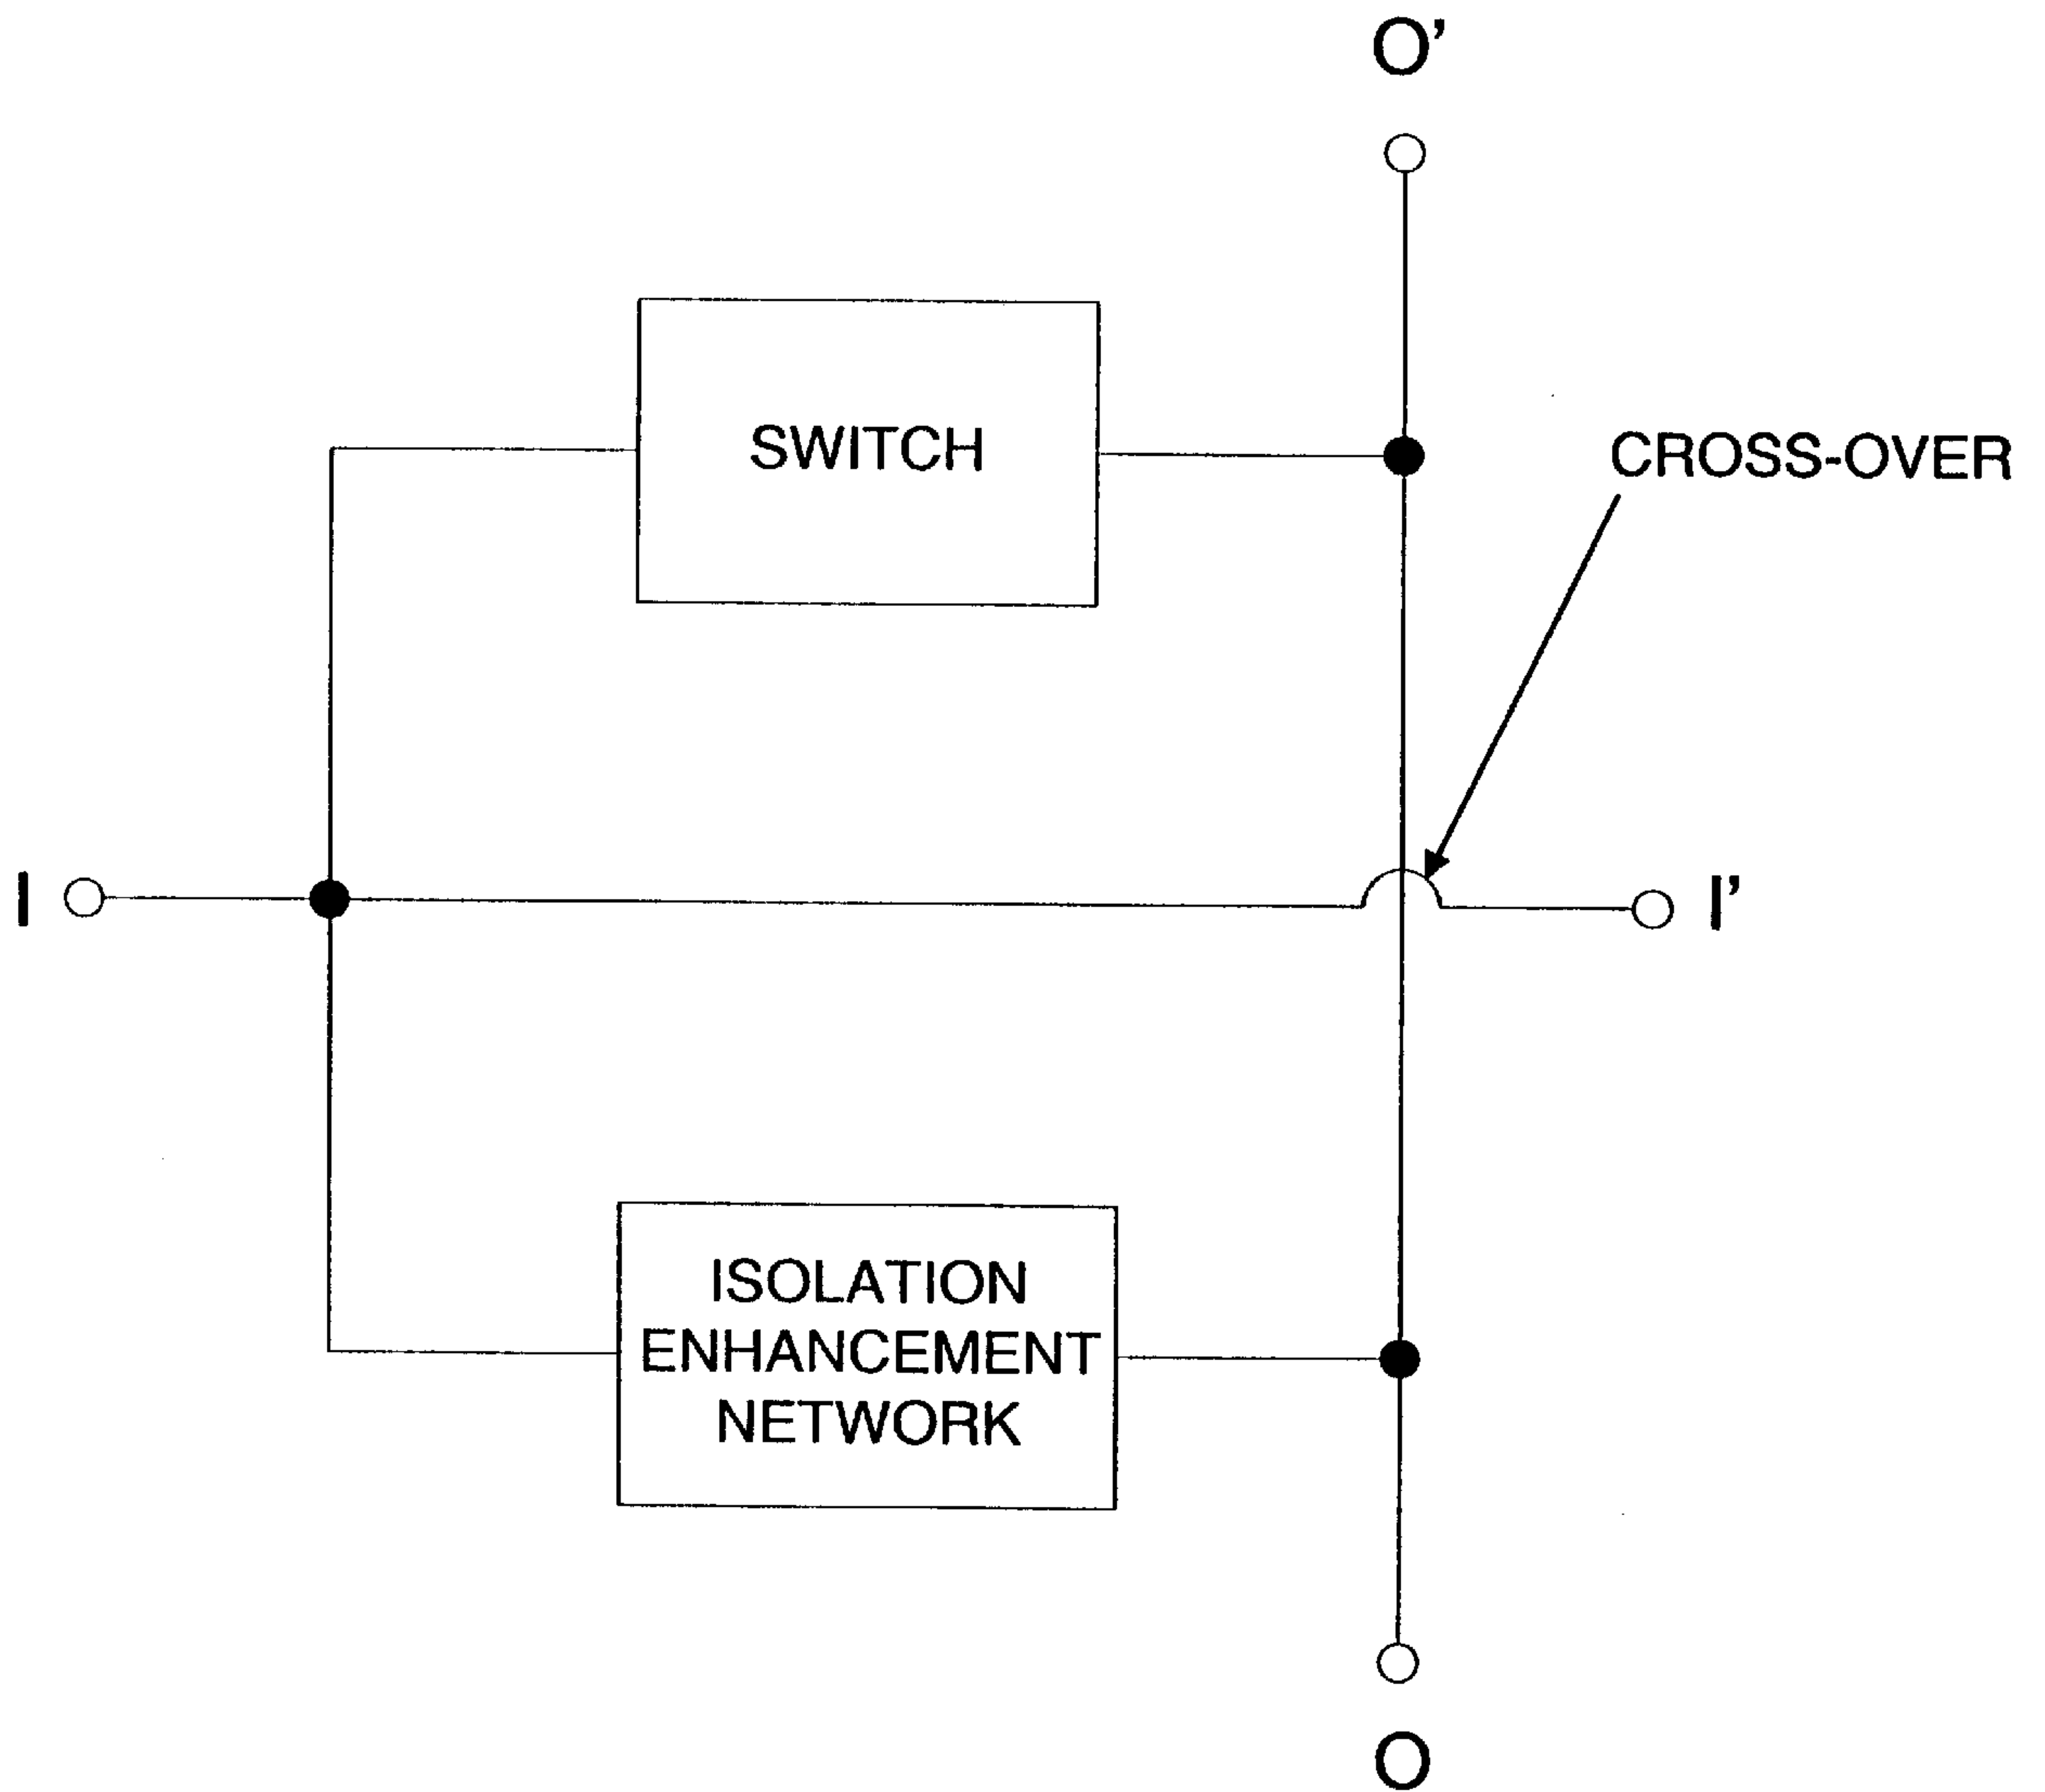 O'
SWITCH
CROSS-OVER
I
I'
ISOLATION
ENHANCEMENT
NETWORK
O